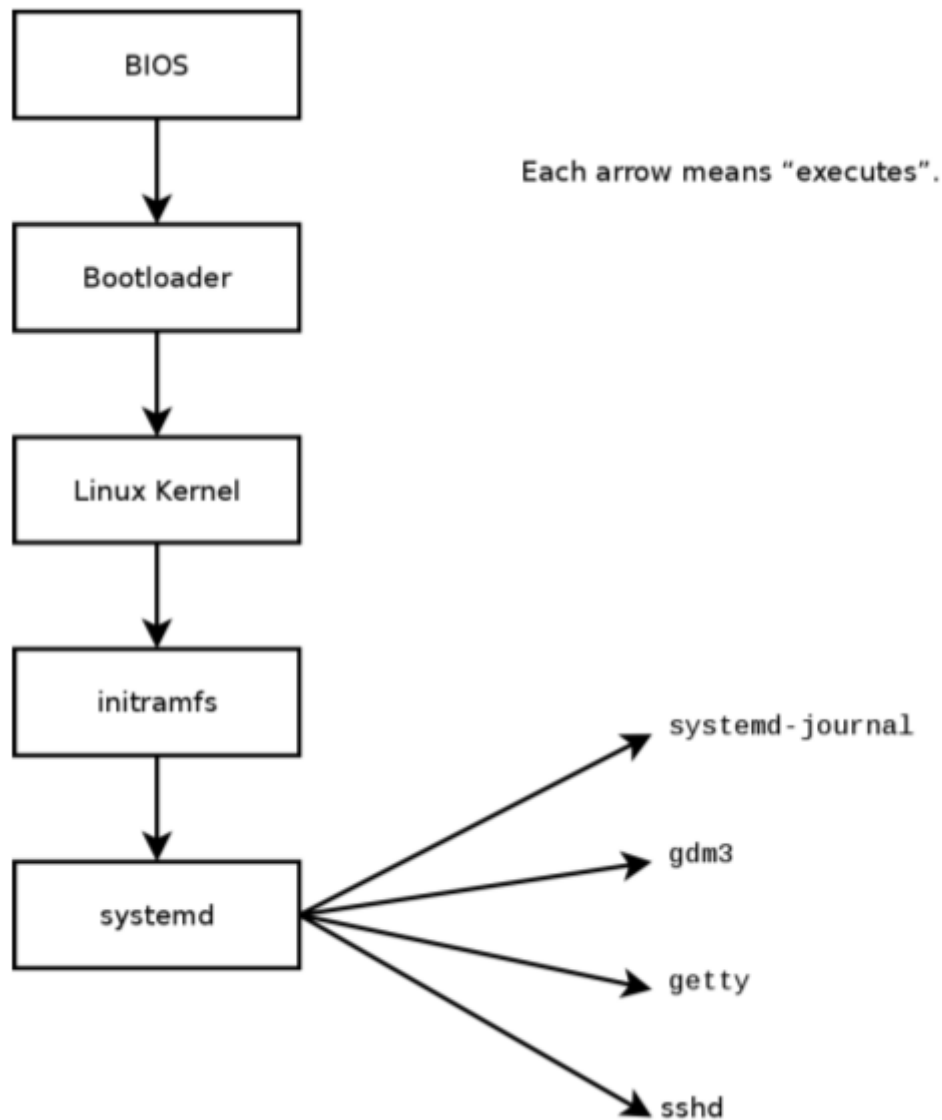 BIOS
Each arrow means “executes”.
Bootloader
Linux Kernel
initramfs
systemd-journal
gdm3
systemd
getty
sshd